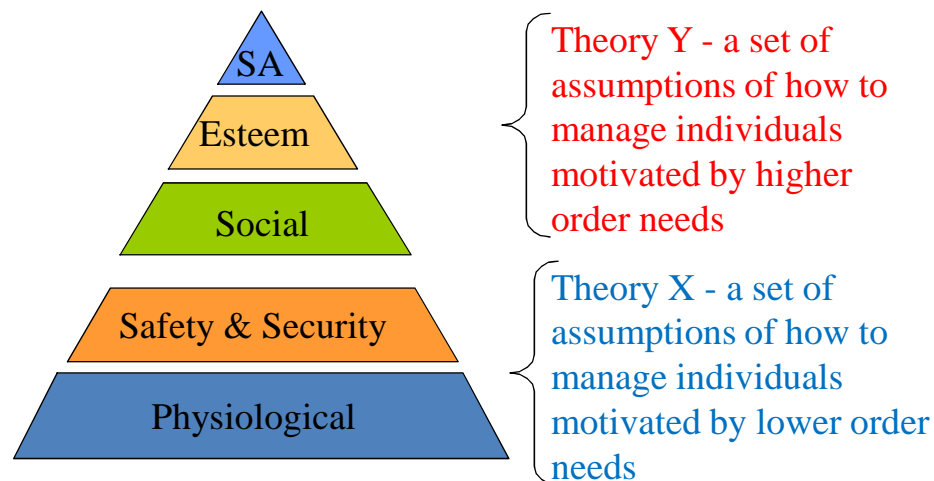 SA
Esteem
Social
Safety & Security
Physiological
Theory Y - a set of
assumptions of how to
manage individuals
motivated by higher
order needs
Theory X - a set of
assumptions of how to
manage individuals
motivated by lower order
needs